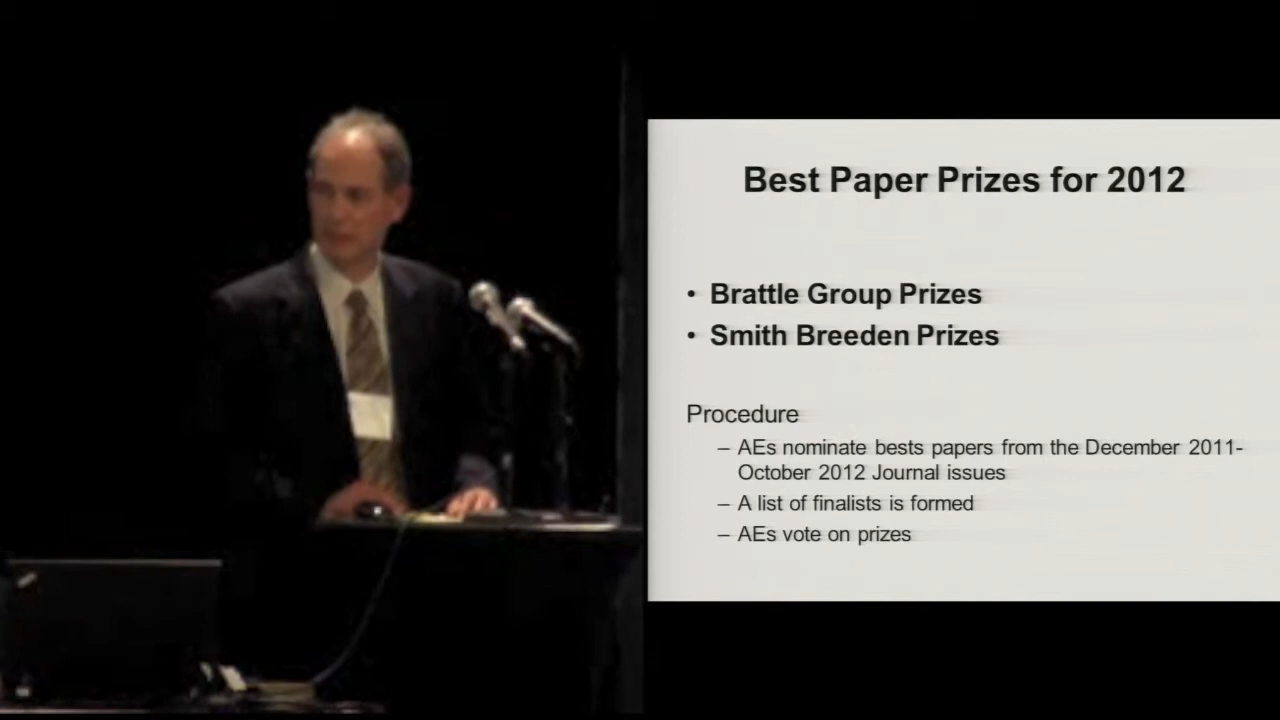 Best Paper Prizes for 2012
• Brattle Group Prizes
• Smith Breeden Prizes
Procedure
– AEs nominate bests papers from the December 2011-
October 2012 Journal issues
– A list of finalists is formed
– AEs vote on prizes